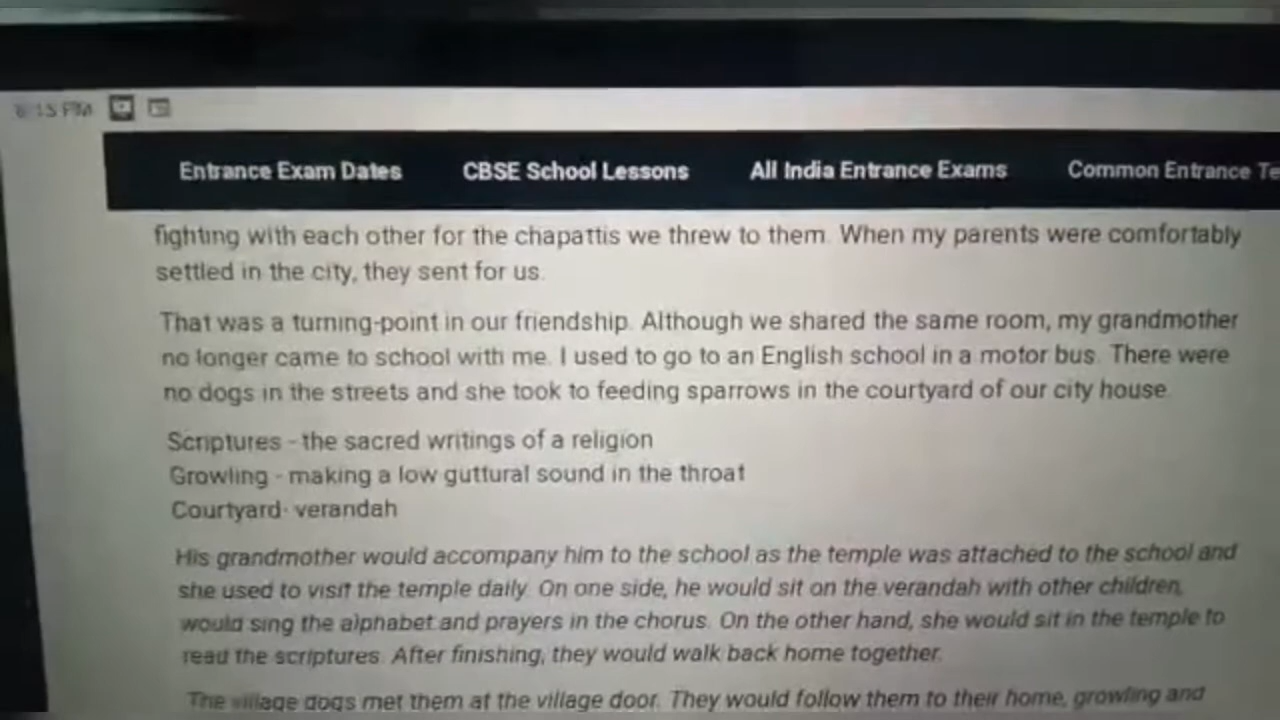 8:15 PM
Entrance Exam Dates CBSE School Lessons All India Entrance Exams Common Entrance Te
fighting with each other for the chapattis we threw to them. When my parents were comfortably
settled in the city, they sent for us.
That was a turning-point in our friendship. Although we shared the same room, my grandmother
no longer came to school with me. I used to go to an English school in a motor bus. There were
no dogs in the streets and she took to feeding sparrows in the courtyard of our city house.
Scriptures - the sacred writings of a religion
Growling - making a low guttural sound in the throat
Courtyard- verandah
His grandmother would accompany him to the school as the temple was attached to the school and
she used to visit the temple daily. On one side, he would sit on the verandah with other children,
would sing the alphabet and prayers in the chorus. On the other hand, she would sit in the temple to
read the scriptures. After finishing, they would walk back home together.
The village dogs met them at the village door. They would follow them to their home, growling and